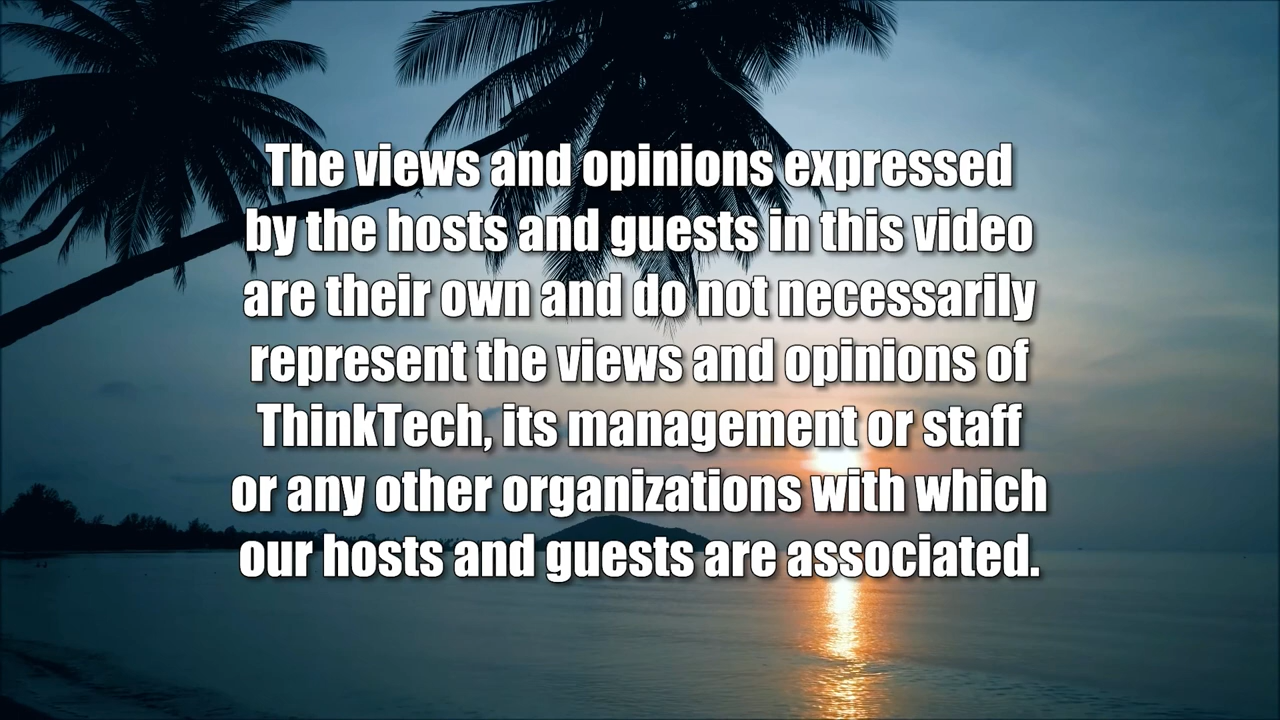 The views and opinions expressed
by the hosts and guests in this video
are their own and do not necessarily
represent the views and opinions of
ThinkTech, its management or staff
or any other organizations with which
our hosts and guests are associated.